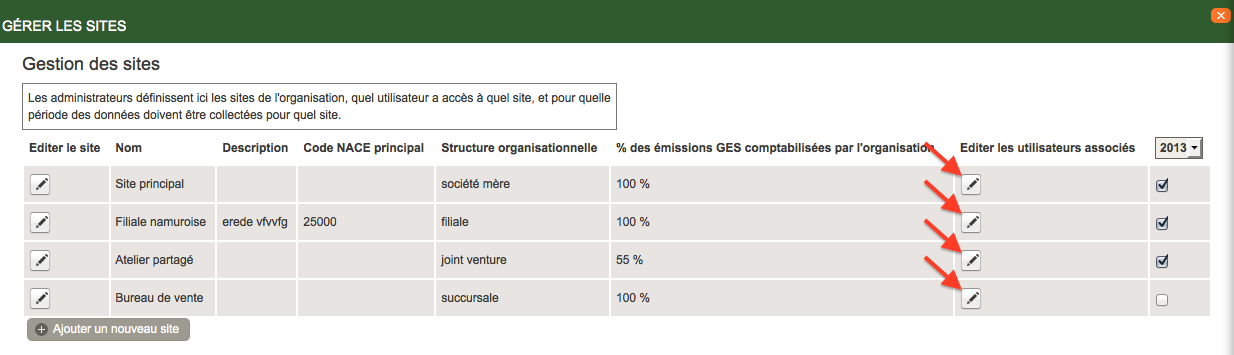 GÉRER LES SITES
Gestion des sites
Les administrateurs définissent ici les sites de l'organisation, quel utilisateur a accès à quel site, et pour quelle
période des données doivent être collectées pour quel site.
Editer le site Nom Description Code NACE principal Structure organisationnelle % des émissions GES comptabilisées par l'organisation Editer les utilisateurs associés 2013
Site principal société mère 100 %
Filiale namuroise erede vfvvfg 25000 filiale 100 %
Atelier partagé joint venture 55 %
Bureau de vente succursale 100 %
Ajouter un nouveau site